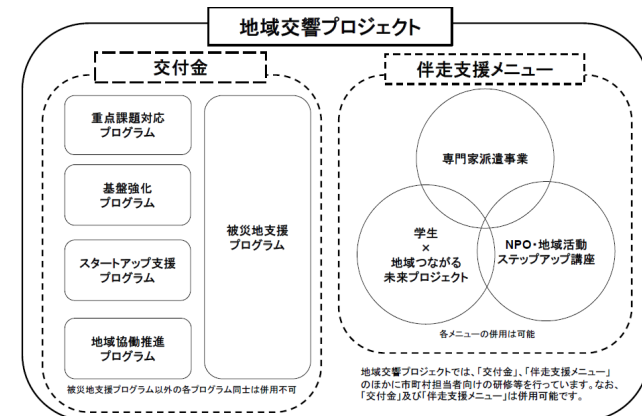 地域交響プロジェクト
交付金
重点課題対応
プログラム
基盤強化
プログラム
スタートアップ支援
プログラム
地域協働推進
プログラム
被災地支援
プログラム
被災地支援プログラム以外の各プログラム同士は併用不可
伴走支援メニュー
専門家派遣事業
学生
×
地域つながる
未来プロジェクト
NPO・地域活動
ステップアップ講座
各メニューの併用は可能
地域交響プロジェクトでは、「交付金」、「伴走支援メニュー」
のほかに市町村担当者向けの研修等を行っています。なお、
「交付金」及び「伴走支援メニュー」は併用可能です。